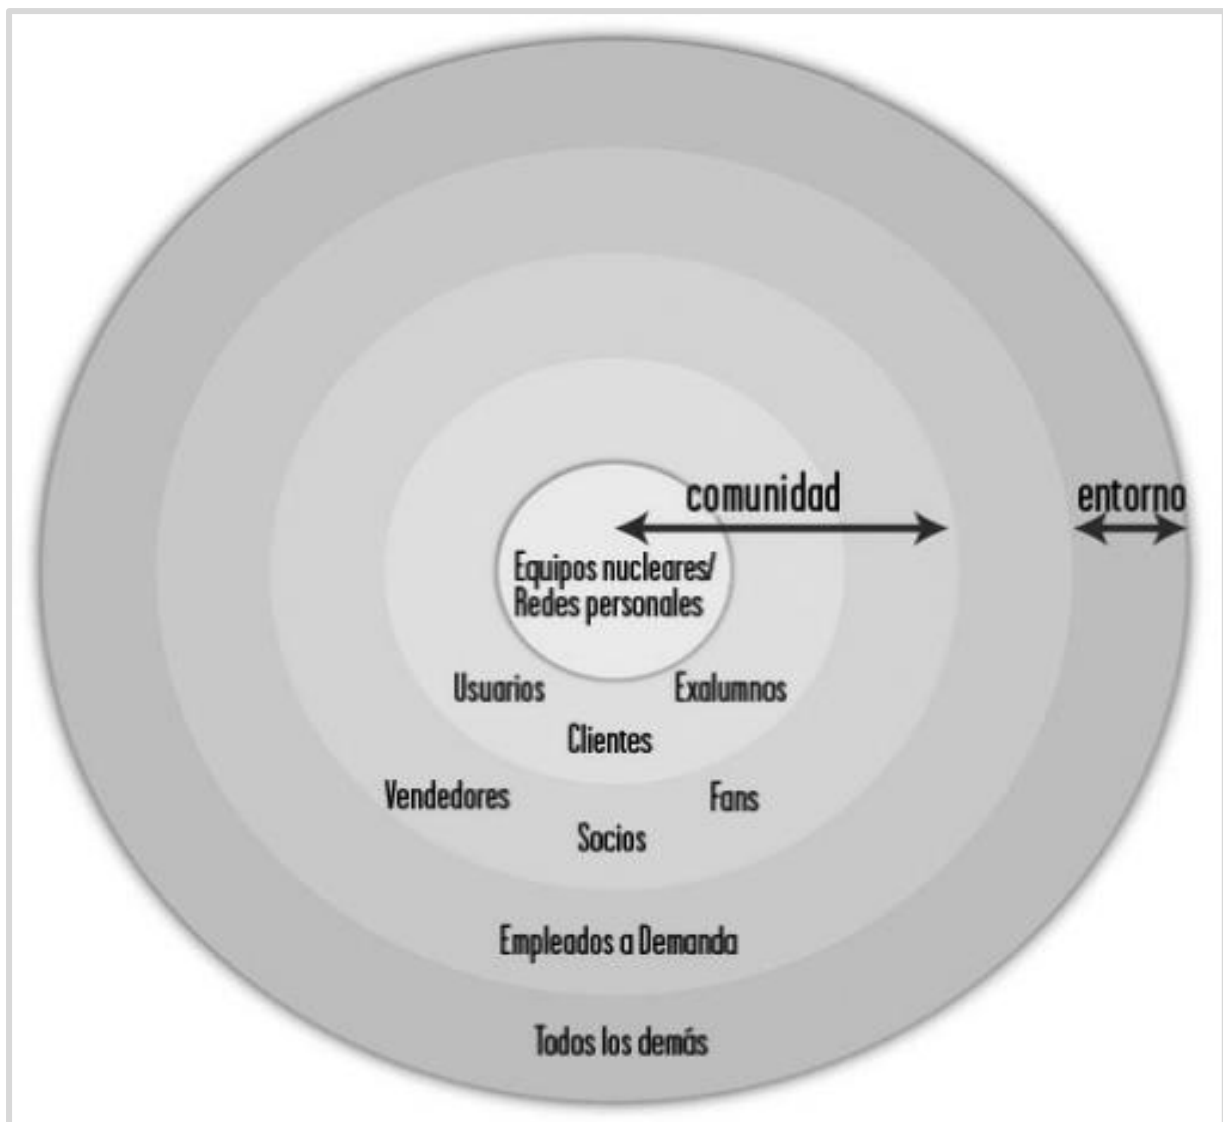 comunidad
entorno
Equipos nucleares/
Redes personales
Usuarios
Exalumnos
Clientes
Vendedores
Fans
Socios
Empleados a Demanda
Todos los demás